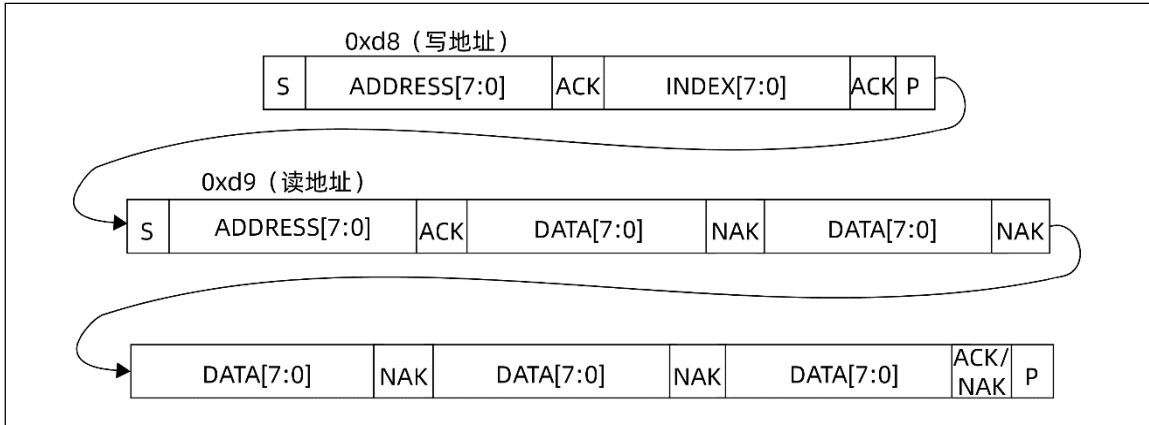 0xd8（写地址）
S ADDRESS[7:0] ACK INDEX[7:0] ACK P
0xd9（读地址）
S ADDRESS[7:0] ACK DATA[7:0] NAK DATA[7:0] NAK
DATA[7:0] NAK DATA[7:0] NAK DATA[7:0] ACK/NAK P